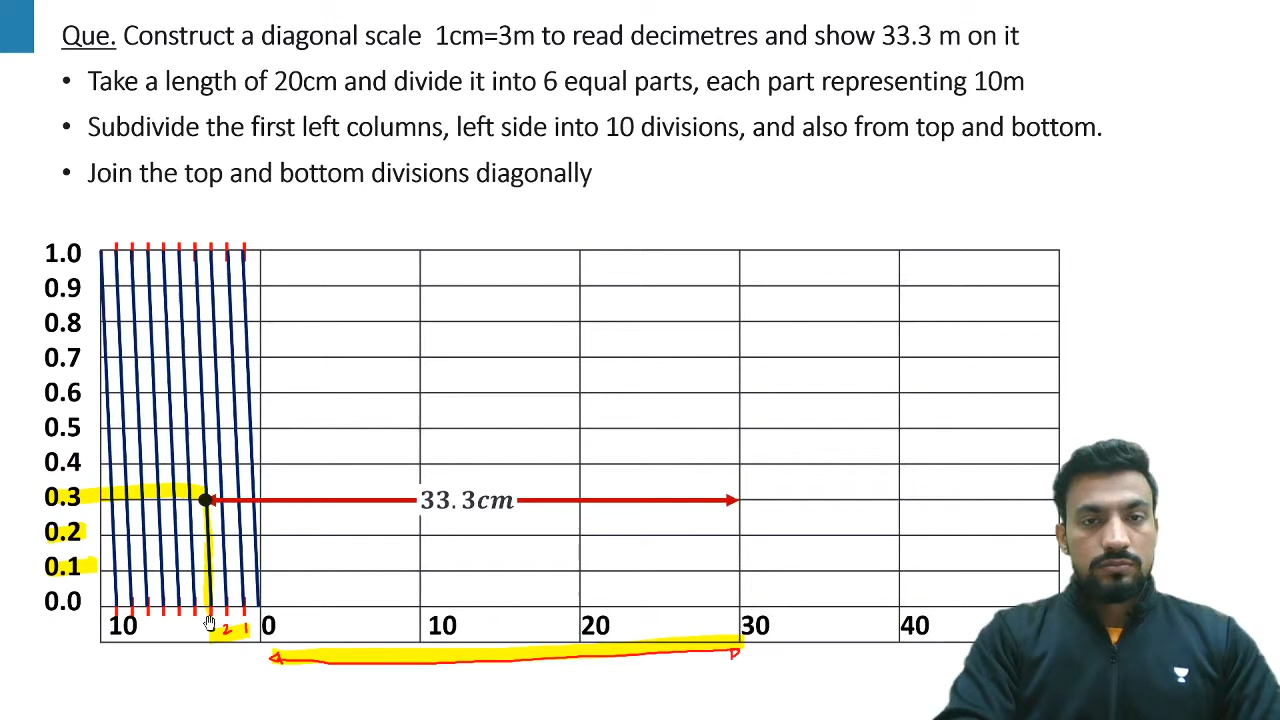 Que. Construct a diagonal scale 1cm=3m to read decimetres and show 33.3 m on it
• Take a length of 20cm and divide it into 6 equal parts, each part representing 10m
• Subdivide the first left columns, left side into 10 divisions, and also from top and bottom.
• Join the top and bottom divisions diagonally
1.0
0.9
0.8
0.7
0.6
0.5
0.4
0.3
33.3cm
0.2
0.1
0.0
10 2 1 0 10 20 30 40